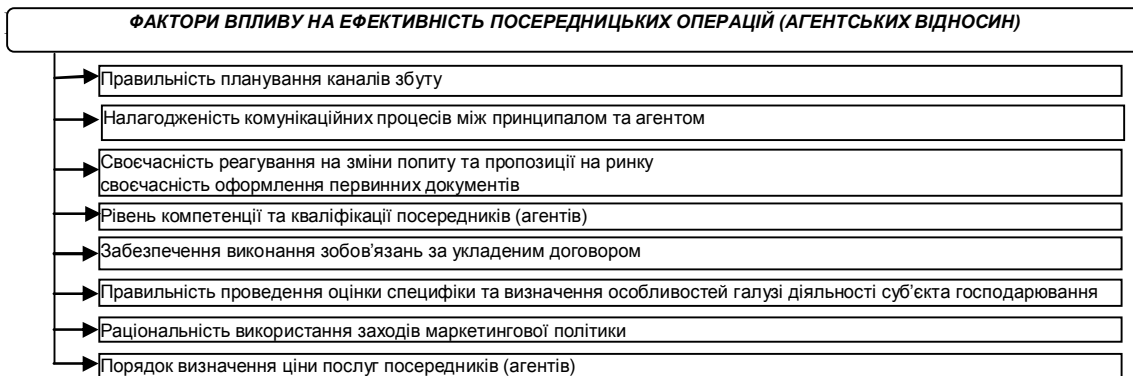 ФАКТОРИ ВПЛИВУ НА ЕФЕКТИВНІСТЬ ПОСЕРЕДНИЦЬКИХ ОПЕРАЦІЙ (АГЕНТСЬКИХ ВІДНОСИН)
Правильність планування каналів збуту
Налагодженість комунікаційних процесів між принципалом та агентом
Своєчасність реагування на зміни попиту та пропозиції на ринку
своєчасність оформлення первинних документів
Рівень компетенції та кваліфікації посередників (агентів)
Забезпечення виконання зобов’язань за укладеним договором
Правильність проведення оцінки специфіки та визначення особливостей галузі діяльності суб’єкта господарювання
Раціональність використання заходів маркетингової політики
Порядок визначення ціни послуг посередників (агентів)